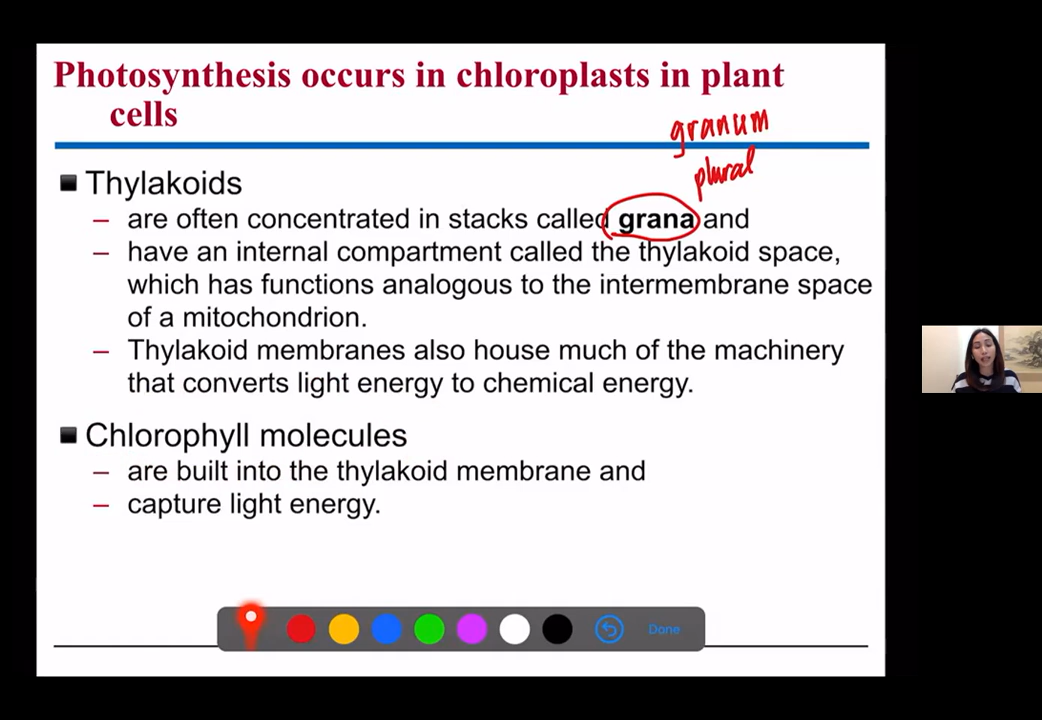 Photosynthesis occurs in chloroplasts in plant
cells
granum
plural
Thylakoids
– are often concentrated in stacks called grana and
– have an internal compartment called the thylakoid space,
which has functions analogous to the intermembrane space
of a mitochondrion.
– Thylakoid membranes also house much of the machinery
that converts light energy to chemical energy.
Chlorophyll molecules
– are built into the thylakoid membrane and
– capture light energy.
Done